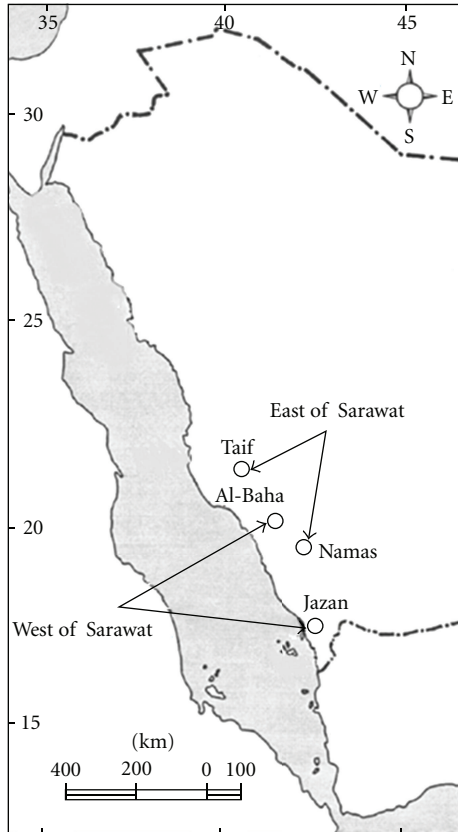 35 40 45
N
W E
S
30
25
East of Sarawat
Taif
Al-Baha
20
Namas
Jazan
West of Sarawat
15
(km)
400 200 0 100